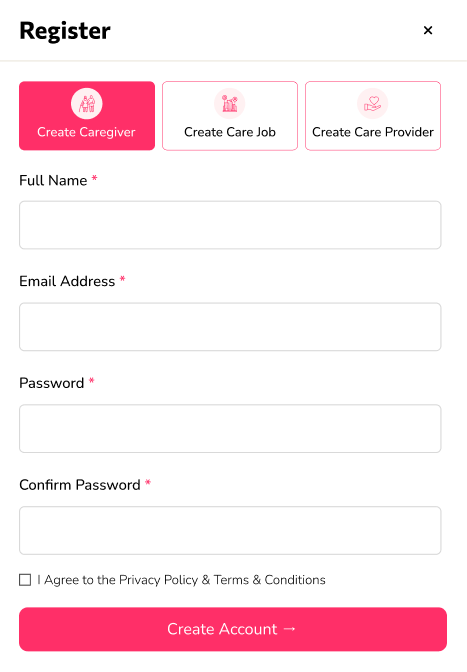 Register ×
Create Caregiver
Create Care Job
Create Care Provider
Full Name *
Email Address *
Password *
Confirm Password *
I Agree to the Privacy Policy & Terms & Conditions
Create Account →